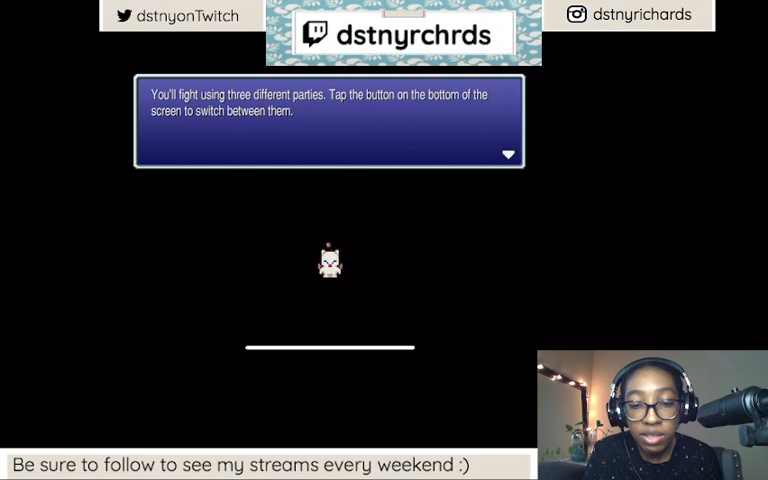 dstnyonTwitch
dstnyrchrds
dstnyrichards
You'll fight using three different parties. Tap the button on the bottom of the
screen to switch between them.
Be sure to follow to see my streams every weekend :)